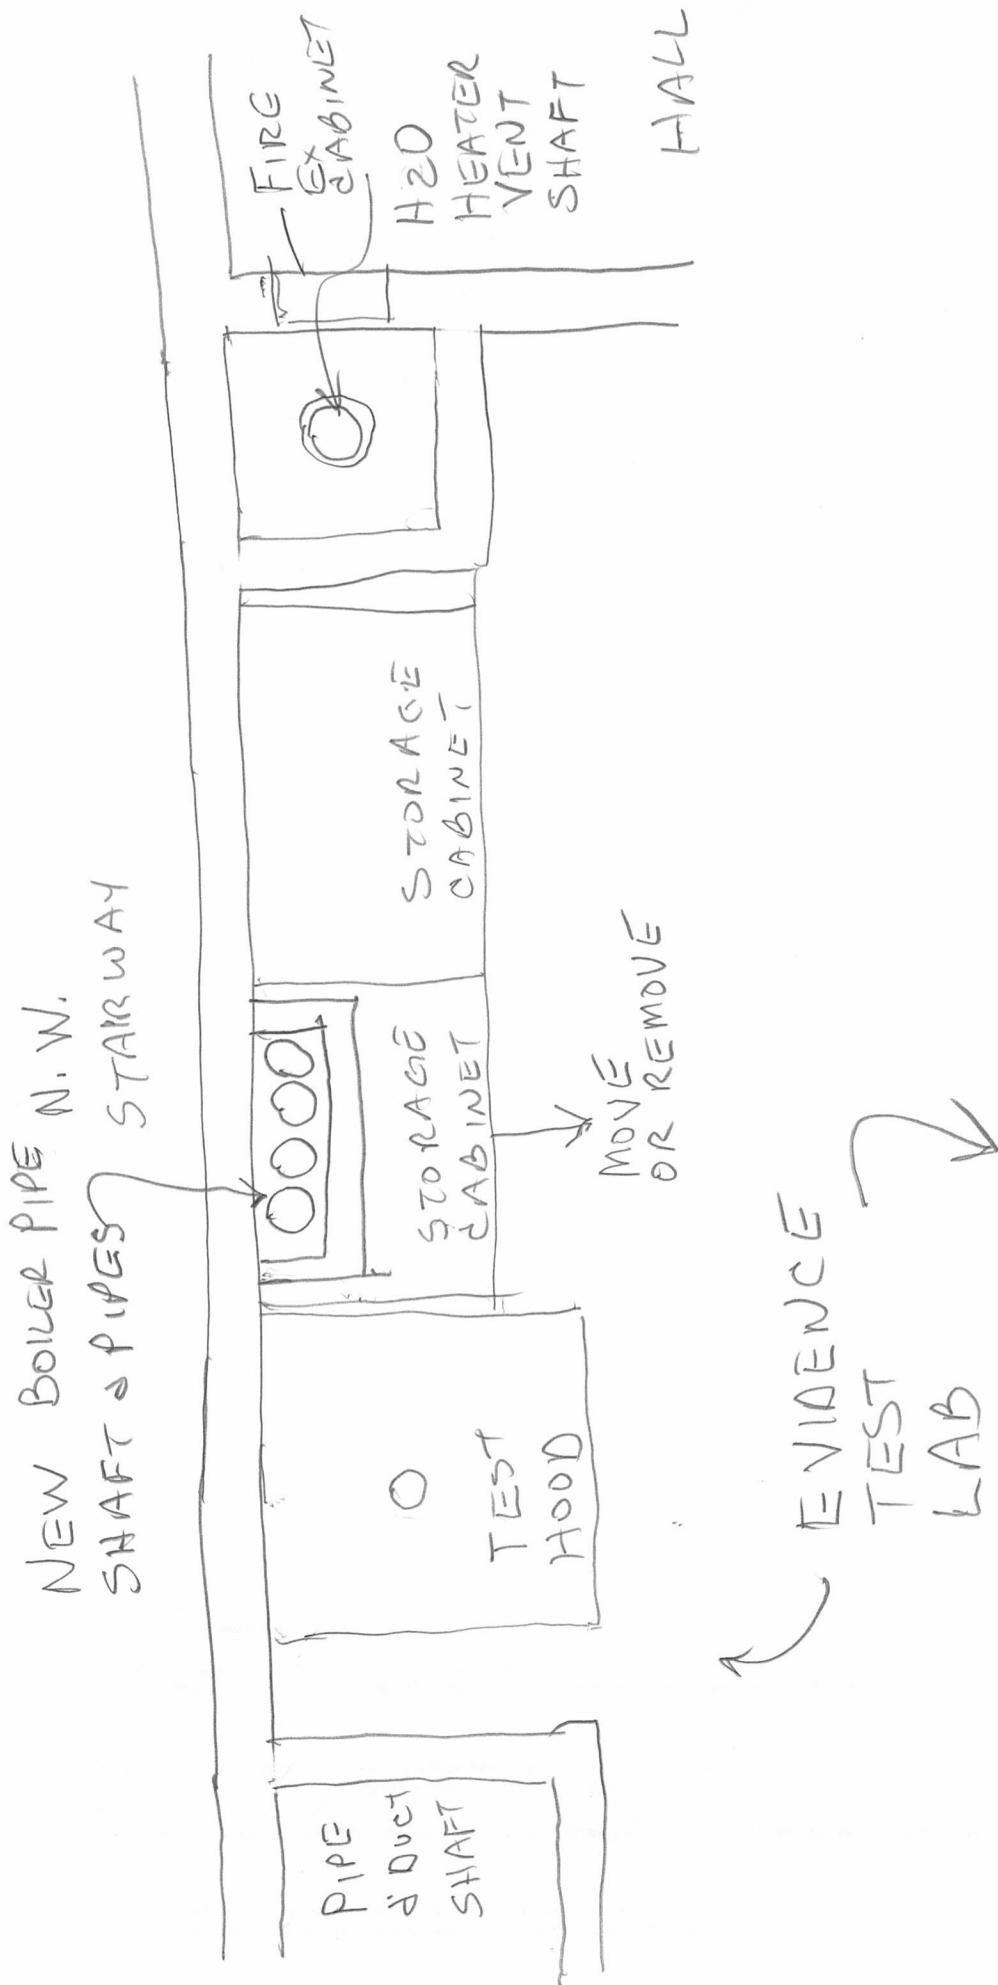 NEW BOILER PIPE
SHAFT & PIPES
N.W.
STAIRWAY
FIRE
EX
CABINET
H20
HEATER
VENT
SHAFT
HALL
STORAGE
CABINET
STORAGE
CABINET
MOVE
OR REMOVE
TEST
HOOD
PIPE
& DUCT
SHAFT
EVIDENCE
TEST
LAB